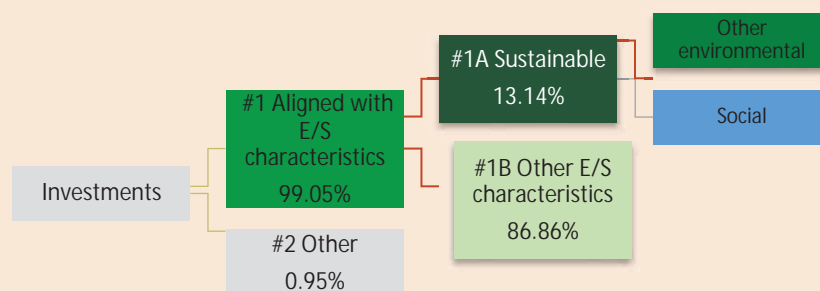 Investments
#1 Aligned with
E/S
characteristics
99.05%
#2 Other
0.95%
#1A Sustainable
13.14%
#1B Other E/S
characteristics
86.86%
Other
environmental
Social